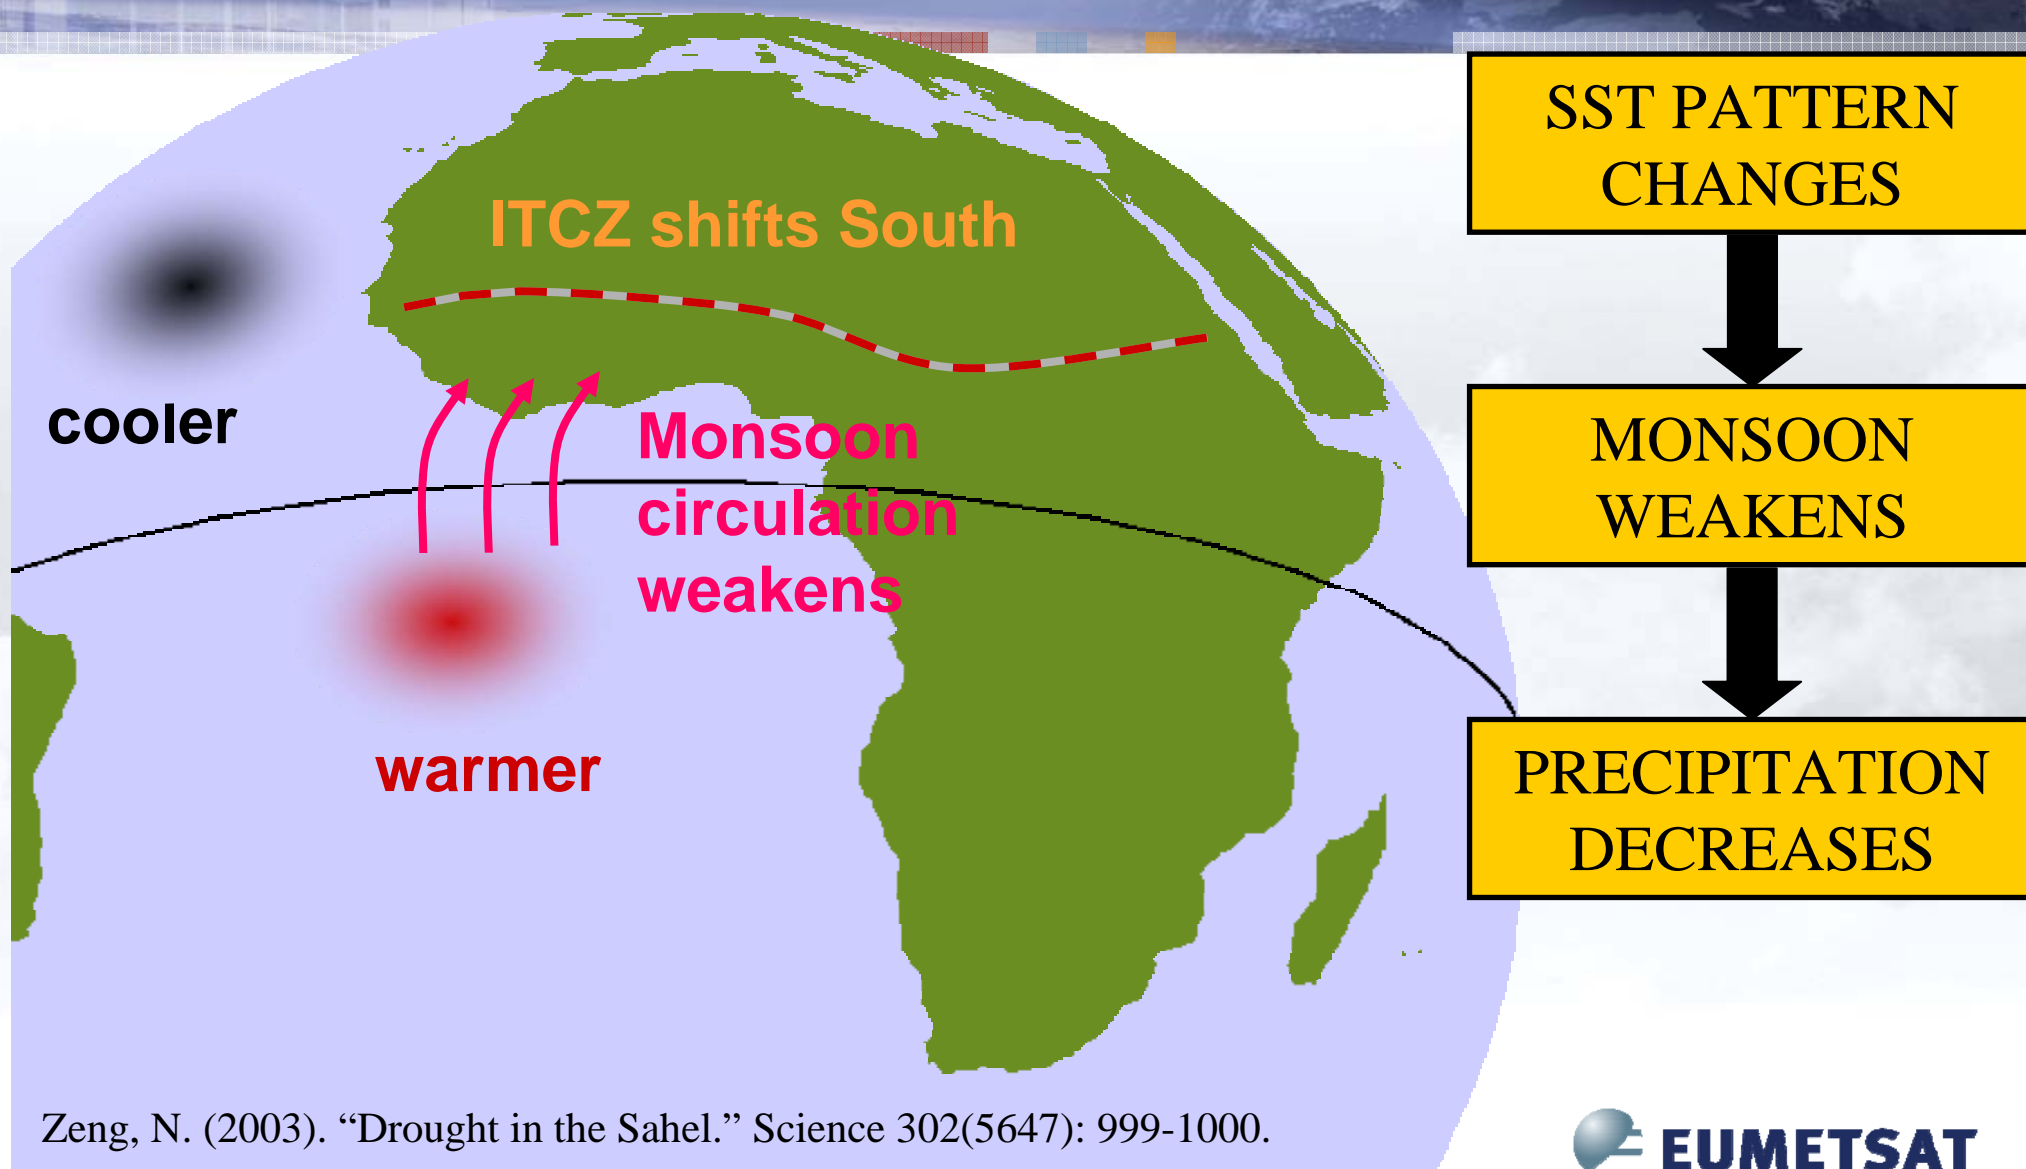 ITCZ shifts South
cooler
Monsoon
circulation
weakens
warmer
SST PATTERN
CHANGES
MONSOON
WEAKENS
PRECIPITATION
DECREASES
Zeng, N. (2003). “Drought in the Sahel.” Science 302(5647): 999-1000.
EUMETSAT